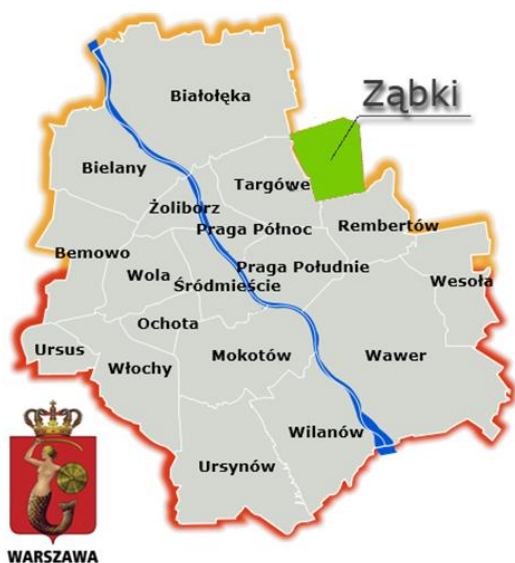 Ząbki
Białołęka
Bielany
Targówe
Żoliborz
Praga Północ
Rembertów
Bemowo
Wola
Praga Południe
Śródmieście
Wesoła
Ochota
Ursus
Włochy
Mokotów
Wawer
Wilanów
Ursynów
WARSZAWA